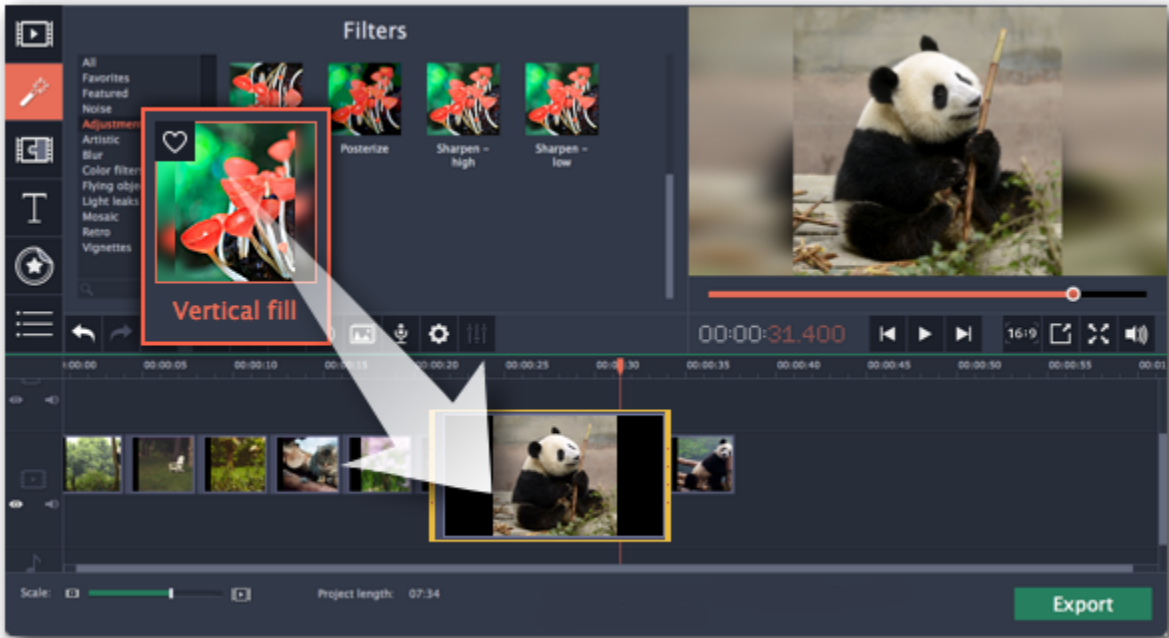 Filters
All
Favorites
Featured
Noise
Adjustmen
Artistic
Blur
Color filter
Flying obje
Light leaks
Mosaic
Retro
Vignettes
Posterize
Sharpen –
high
Sharpen –
low
Vertical fill
T
00:00:31.400
16:9
:00:00
00:00:05
00:00:10
00:00:20
00:00:25
00:00:30
00:00:35
00:00:40
00:00:45
00:00:50
00:00:55
00:01
Scale:
Project length: 07:34
Export